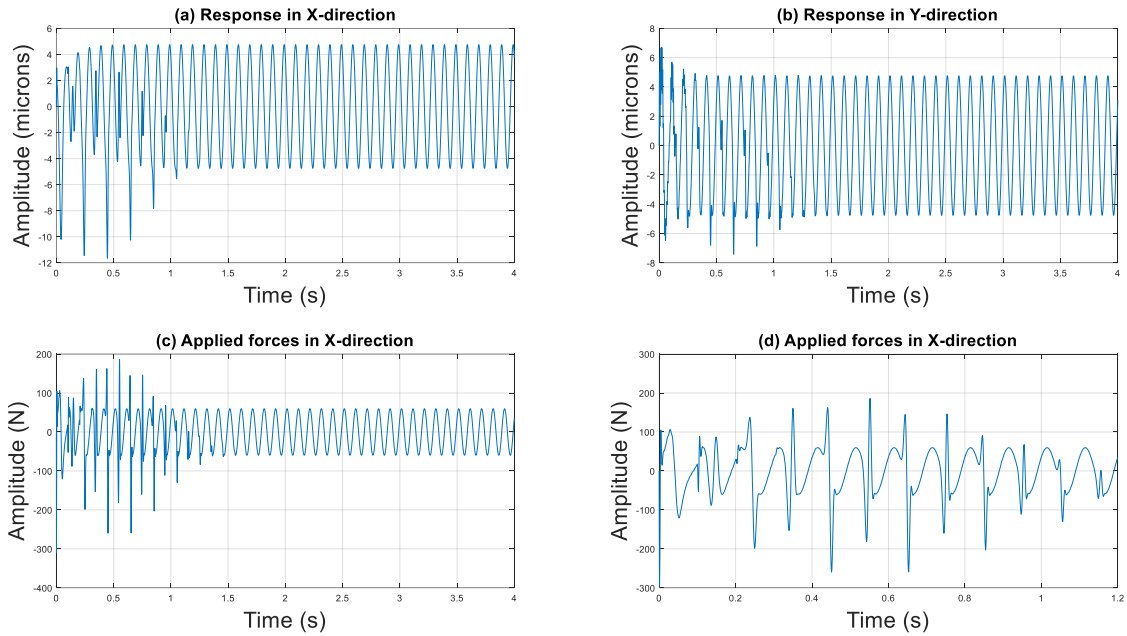 (a) Response in X-direction
6
4
2
0
-2
-4
-6
-8
-10
-12
Amplitude (microns)
0 0.5 1 1.5 2 2.5 3 3.5 4
Time (s)
(b) Response in Y-direction
8
6
4
2
0
-2
-4
-6
-8
Amplitude (microns)
0 0.5 1 1.5 2 2.5 3 3.5 4
Time (s)
(c) Applied forces in X-direction
200
100
0
-100
-200
-300
-400
Amplitude (N)
0 0.5 1 1.5 2 2.5 3 3.5 4
Time (s)
(d) Applied forces in X-direction
300
200
100
0
-100
-200
-300
Amplitude (N)
0 0.2 0.4 0.6 0.8 1 1.2
Time (s)